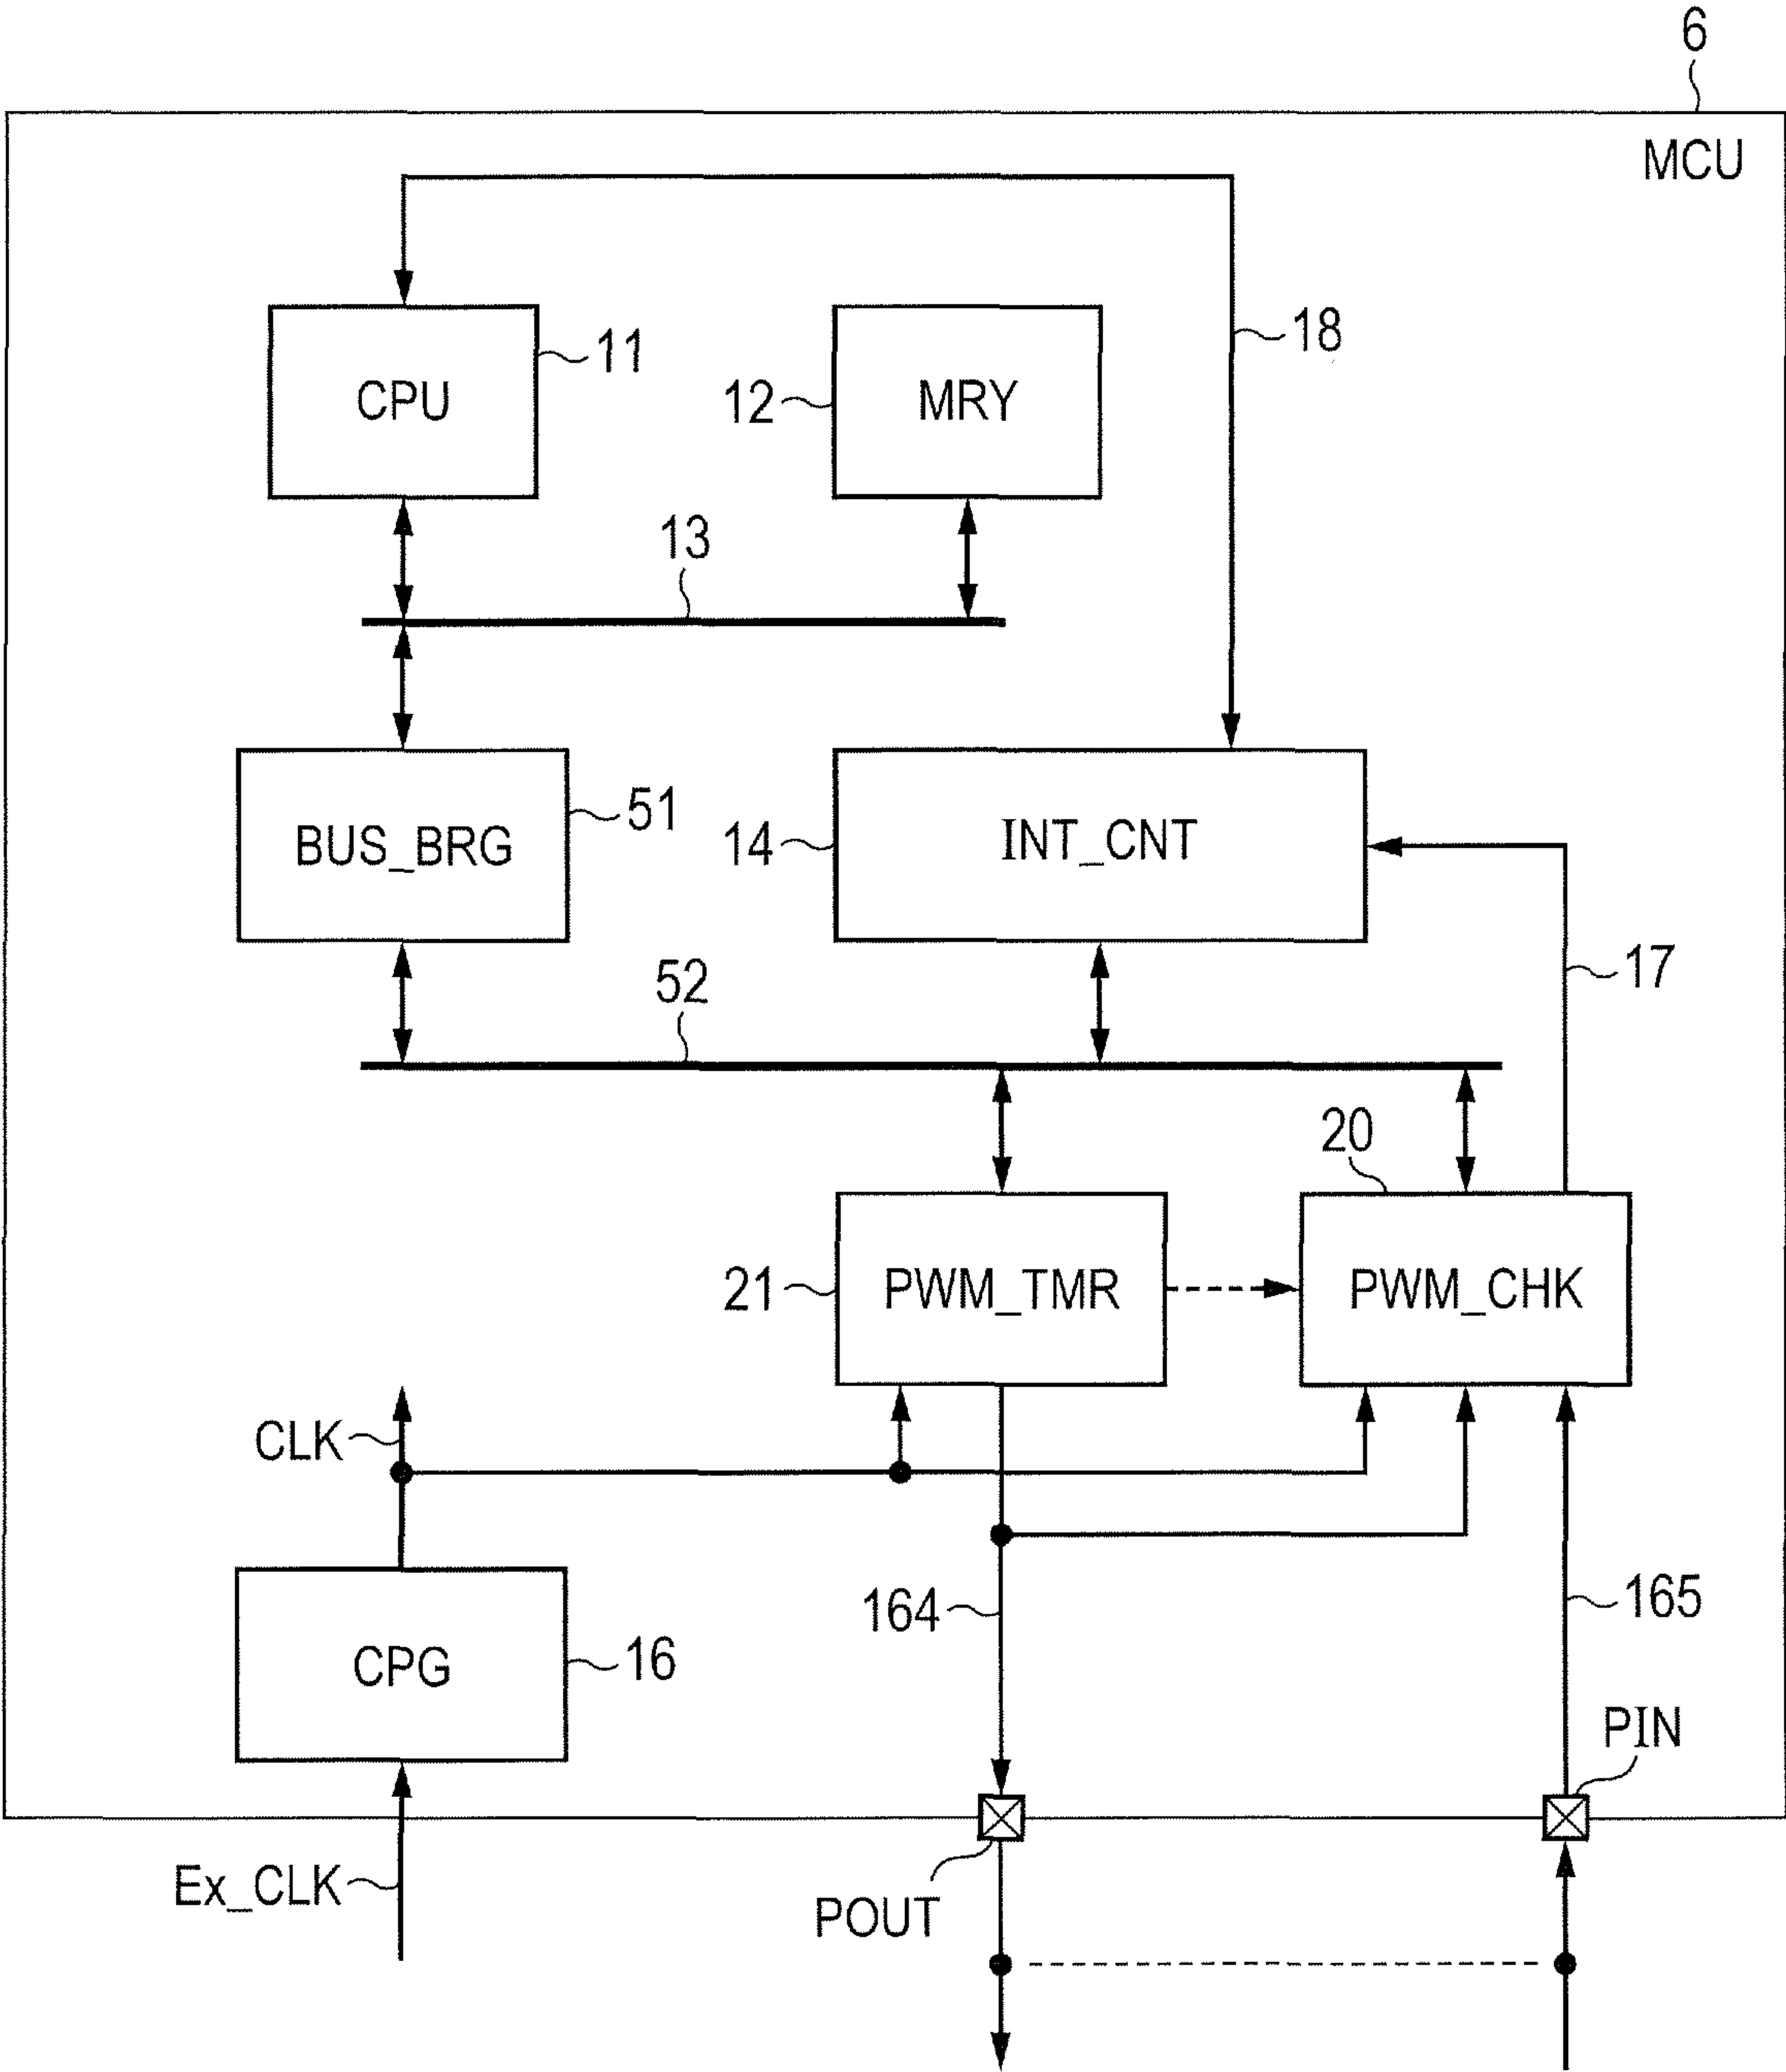 6
MCU
11
CPU
12
MRY
18
13
51
BUS_BRG
14
INT_CNT
17
52
20
21
PWM_TMR
PWM_CHK
CLK
164
165
CPG
16
PIN
Ex_CLK
POUT